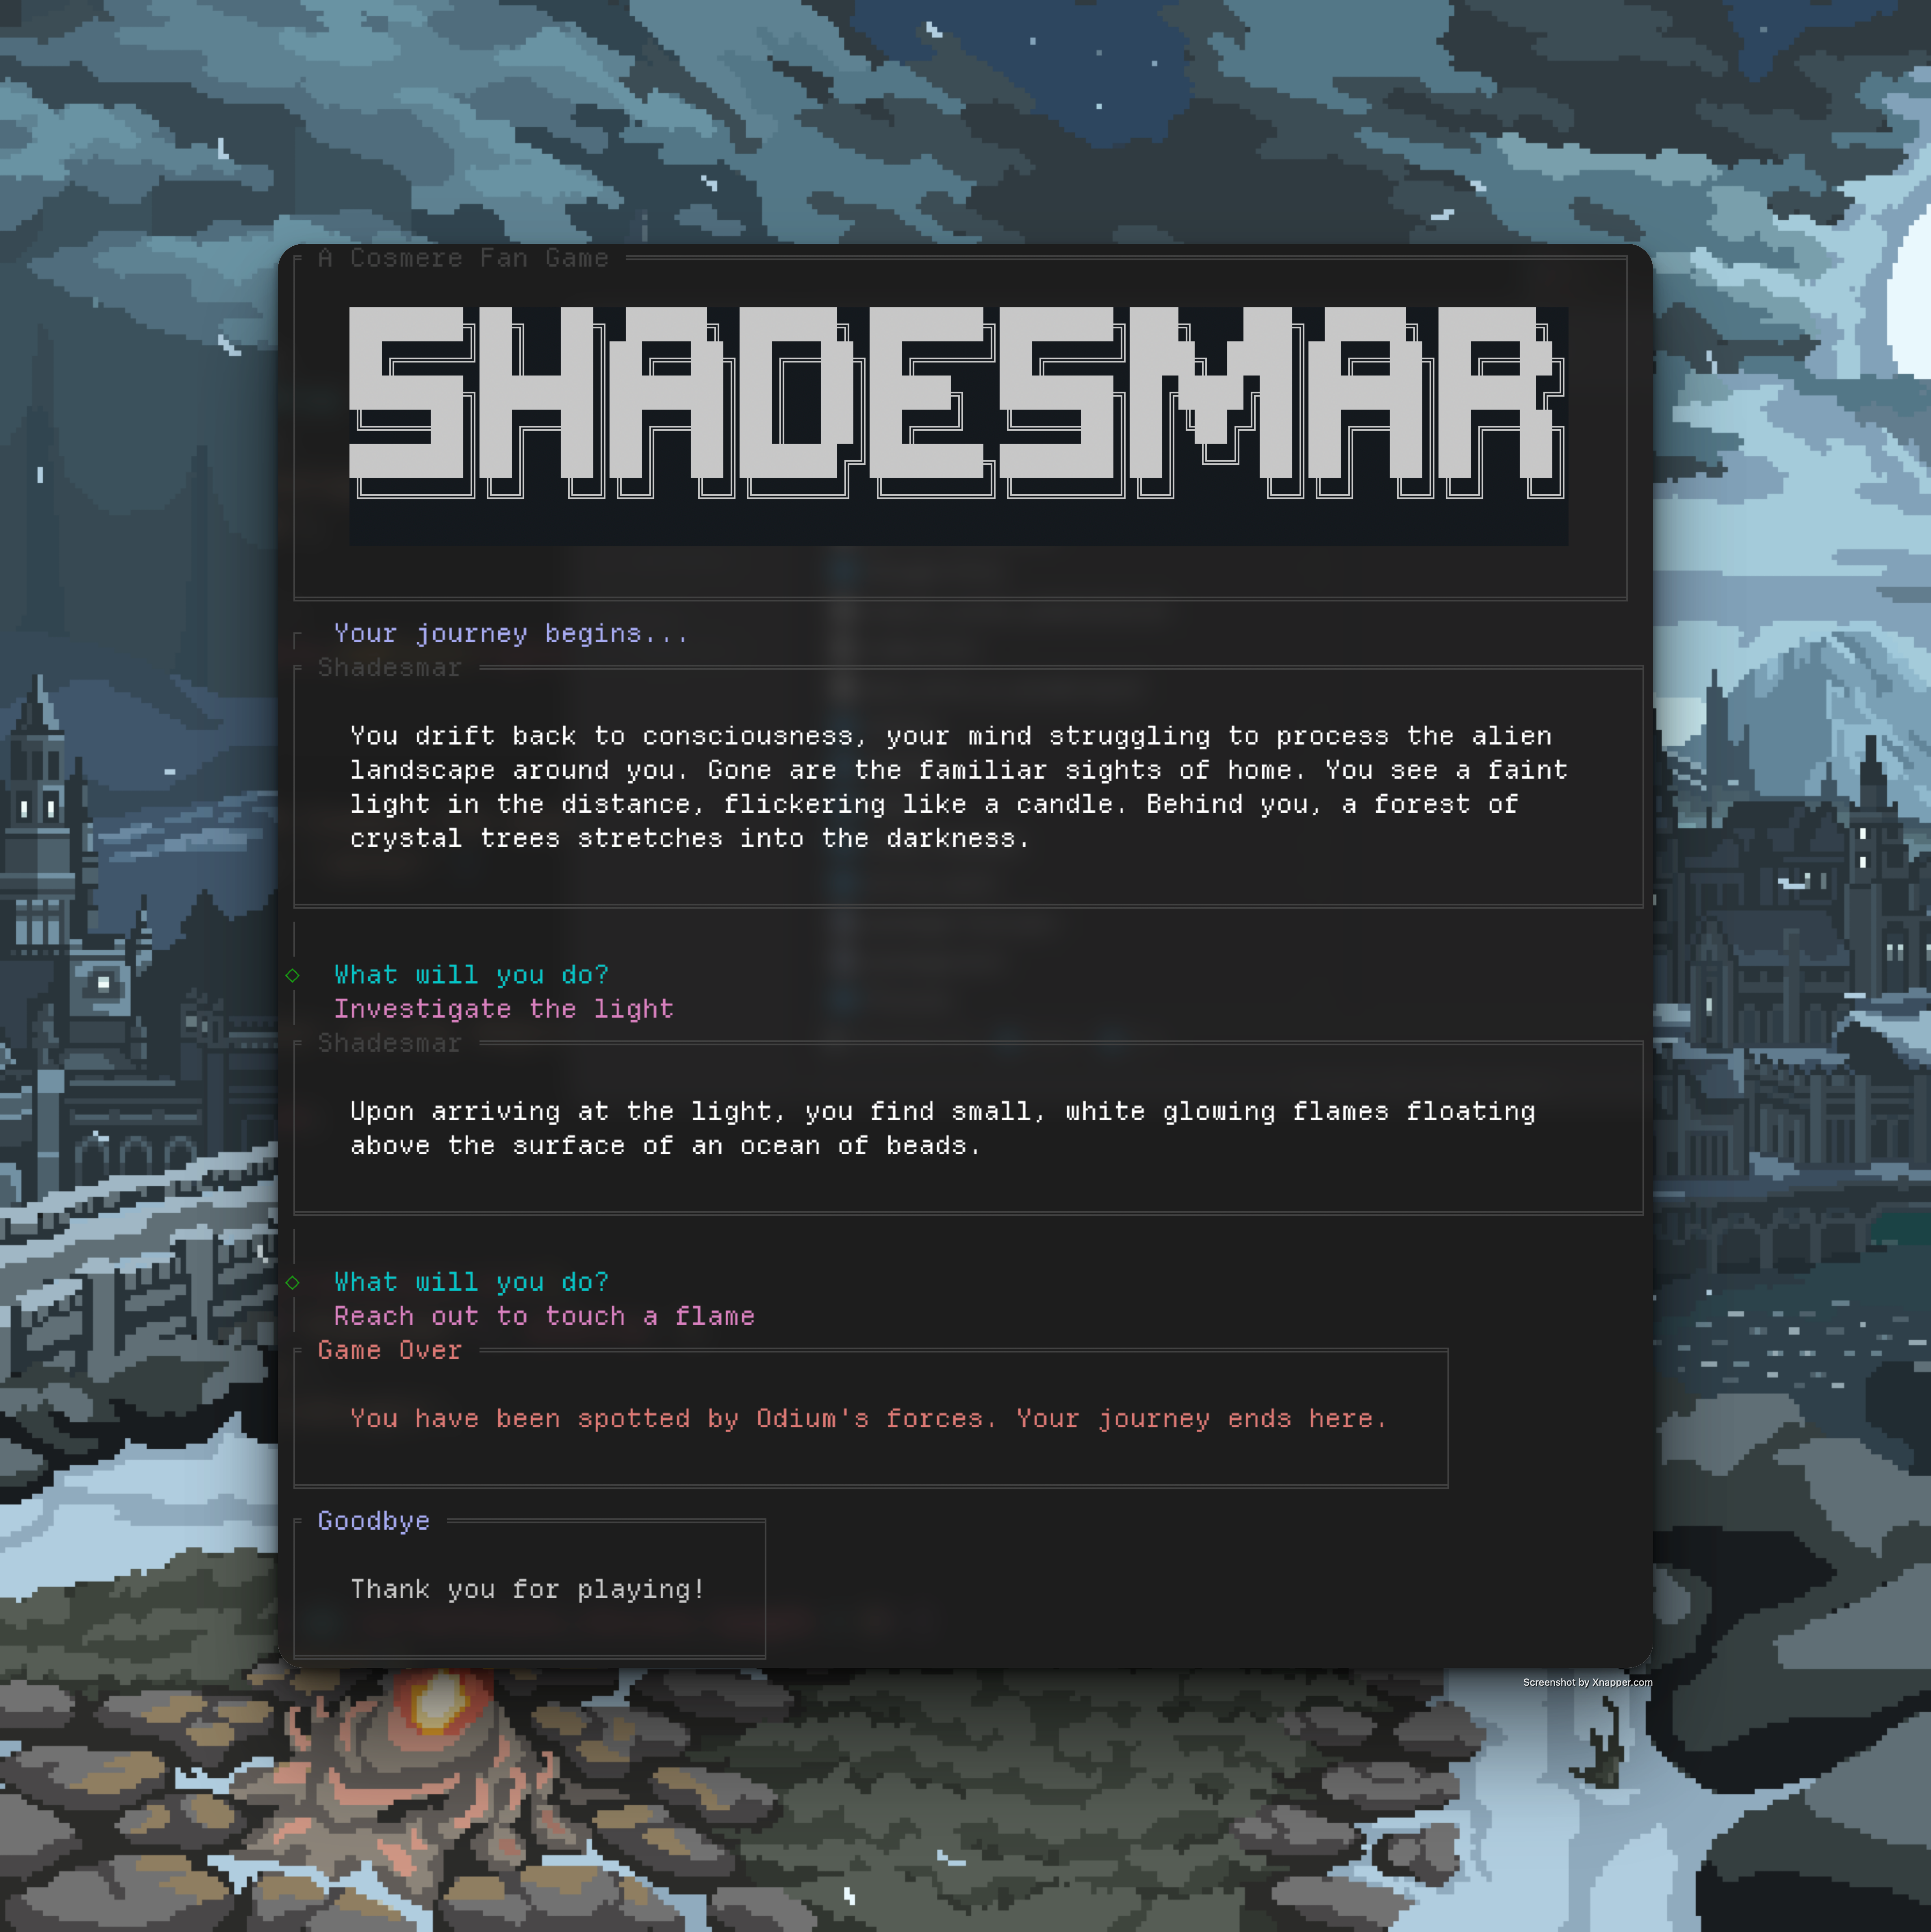 A Cosmere Fan Game
SHADESMAR
Your journey begins...
Shadesmar
You drift back to consciousness, your mind struggling to process the alien
landscape around you. Gone are the familiar sights of home. You see a faint
light in the distance, flickering like a candle. Behind you, a forest of
crystal trees stretches into the darkness.
What will you do?
Investigate the light
Shadesmar
Upon arriving at the light, you find small, white glowing flames floating
above the surface of an ocean of beads.
What will you do?
Reach out to touch a flame
Game Over
You have been spotted by Odium's forces. Your journey ends here.
Goodbye
Thank you for playing!
Screenshot by Xnapper.com